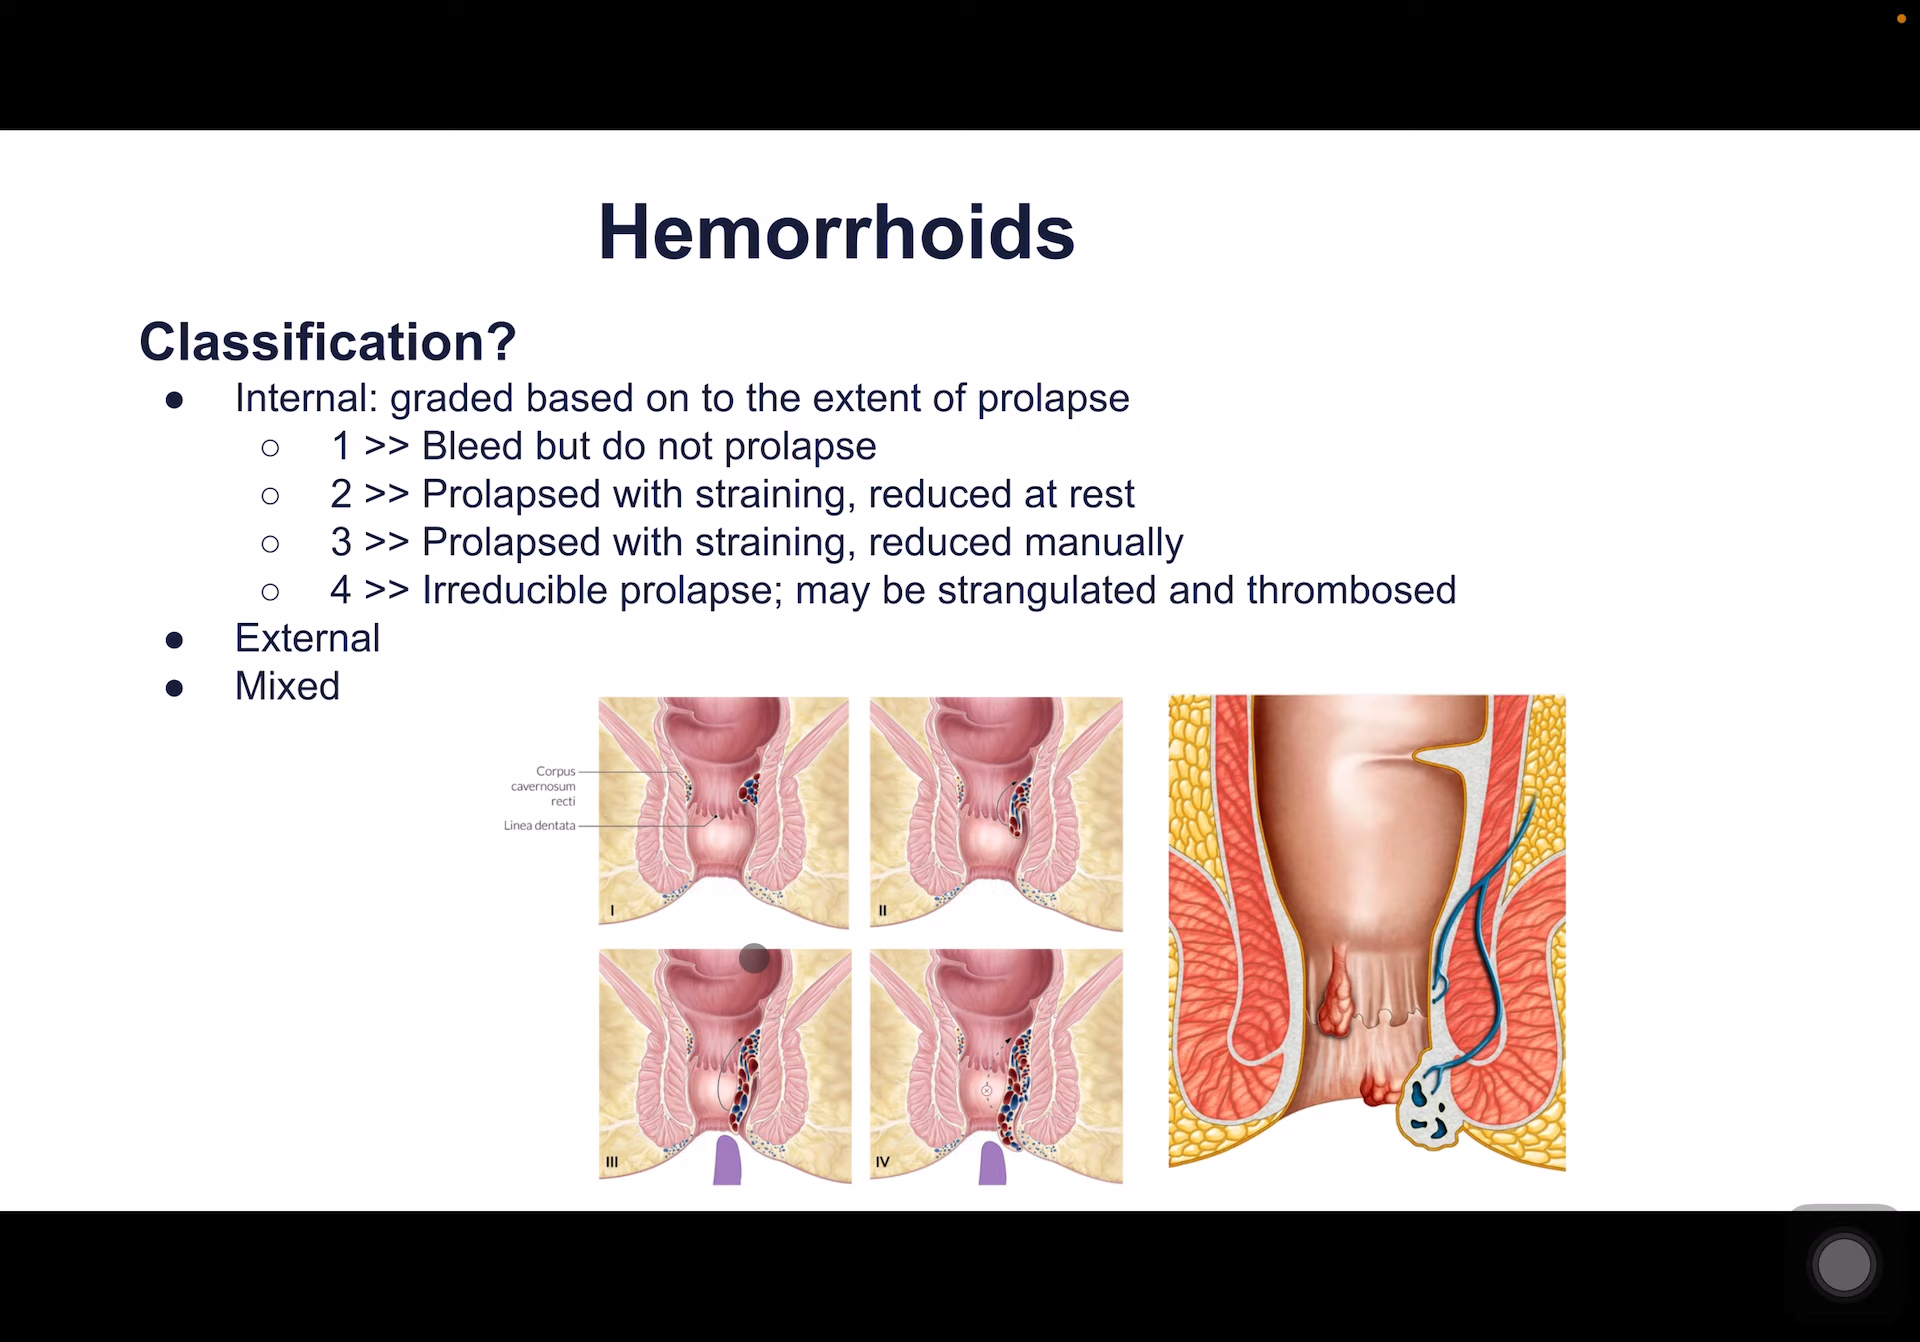 Hemorrhoids
Classification?
● Internal: graded based on to the extent of prolapse
○ 1 >> Bleed but do not prolapse
○ 2 >> Prolapsed with straining, reduced at rest
○ 3 >> Prolapsed with straining, reduced manually
○ 4 >> Irreducible prolapse; may be strangulated and thrombosed
● External
● Mixed
Corpus
cavernosum
recti
Linea dentata
I
II
III
IV